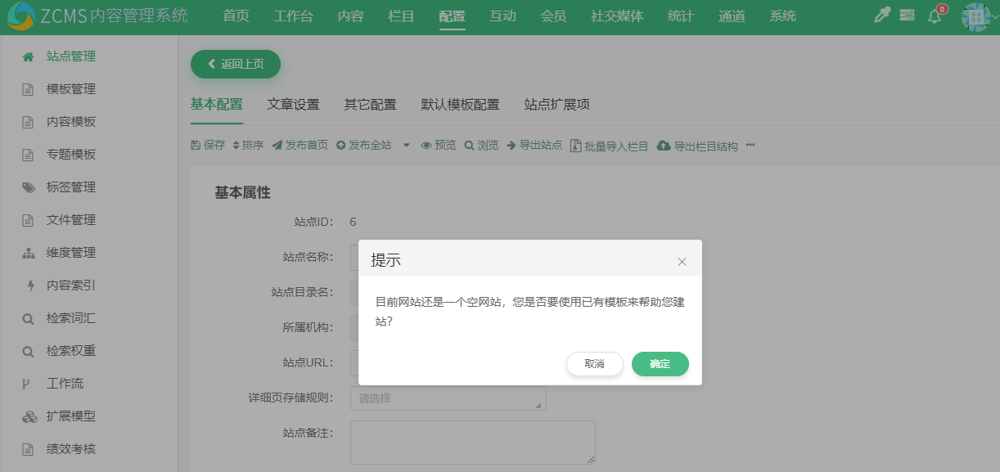 ZCMS内容管理系统 首页 工作台 内容 栏目 配置 互动 会员 社交媒体 统计 通道 系统 0
站点管理
模板管理
内容模板
专题模板
标签管理
文件管理
维度管理
内容索引
检索词汇
检索权重
工作流
扩展模型
绩效考核
返回上页
基本配置 文章设置 其它配置 默认模板配置 站点扩展项
保存 排序 发布首页 发布全站 预览 浏览 导出站点 批量导入栏目 导出栏目结构 ···
基本属性
站点ID： 6
站点名称：
站点目录名：
所属机构：
站点URL：
详细页存储规则： 请选择
站点备注：
提示
目前网站还是一个空网站，您是否要使用已有模板来帮助您建
站？
取消 确定